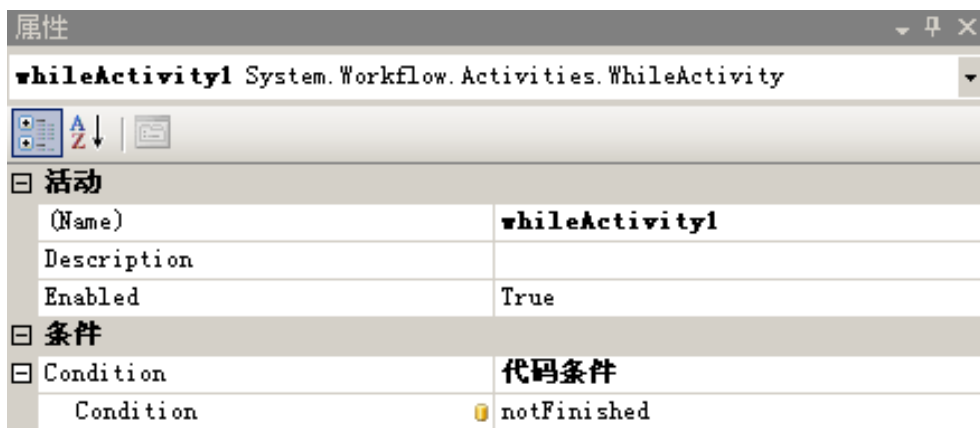 属性
whileActivity1 System.Workflow.Activities.WhileActivity
活动
(Name) whileActivity1
Description
Enabled True
条件
Condition 代码条件
Condition notFinished